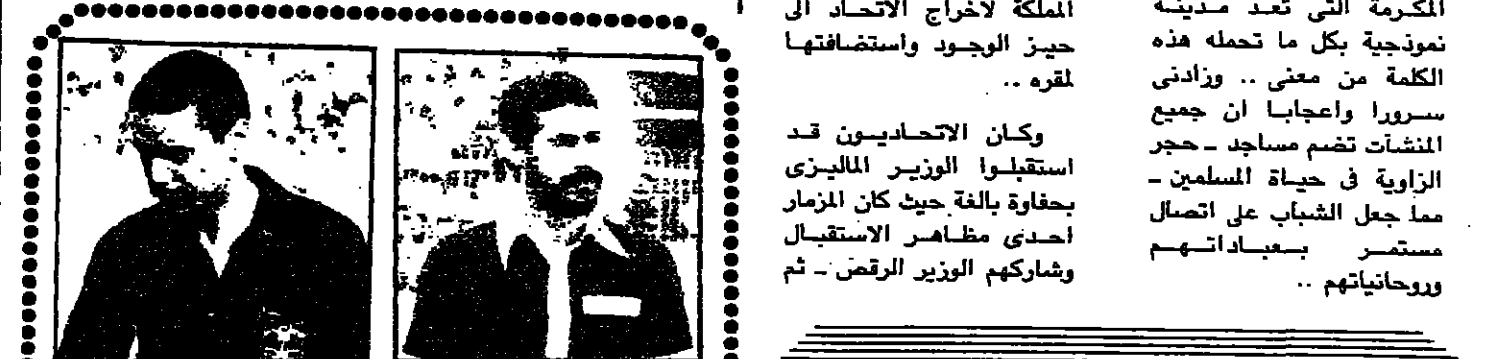 المكرمة التى تعد مدينة
نموذجية بكل ما تحمله هذه
الكلمة من معنى .. وزادنى
سرورا واعجابا ان جميع
المنشآت تضم مساجد ـ حجر
الزاوية فى حياة المسلمين ـ
مما جعل الشباب على اتصال
مستمر بعباداتهم
وروحانياتهم ..
المملكة لاخراج الاتحاد الى
حيز الوجود واستضافتها
لمقره ..
وكان الاتحاديون قد
استقبلوا الوزير الماليزى
بحفاوة بالغة حيث كان المزمار
احدى مظاهر الاستقبال
وشاركهم الوزير الرقص ـ ثم